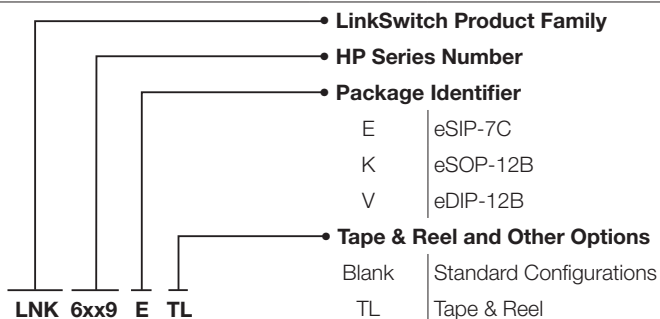 LinkSwitch Product Family
HP Series Number
Package Identifier
E eSIP-7C
K eSOP-12B
V eDIP-12B
Tape & Reel and Other Options
Blank Standard Configurations
TL Tape & Reel
LNK 6xx9 E TL